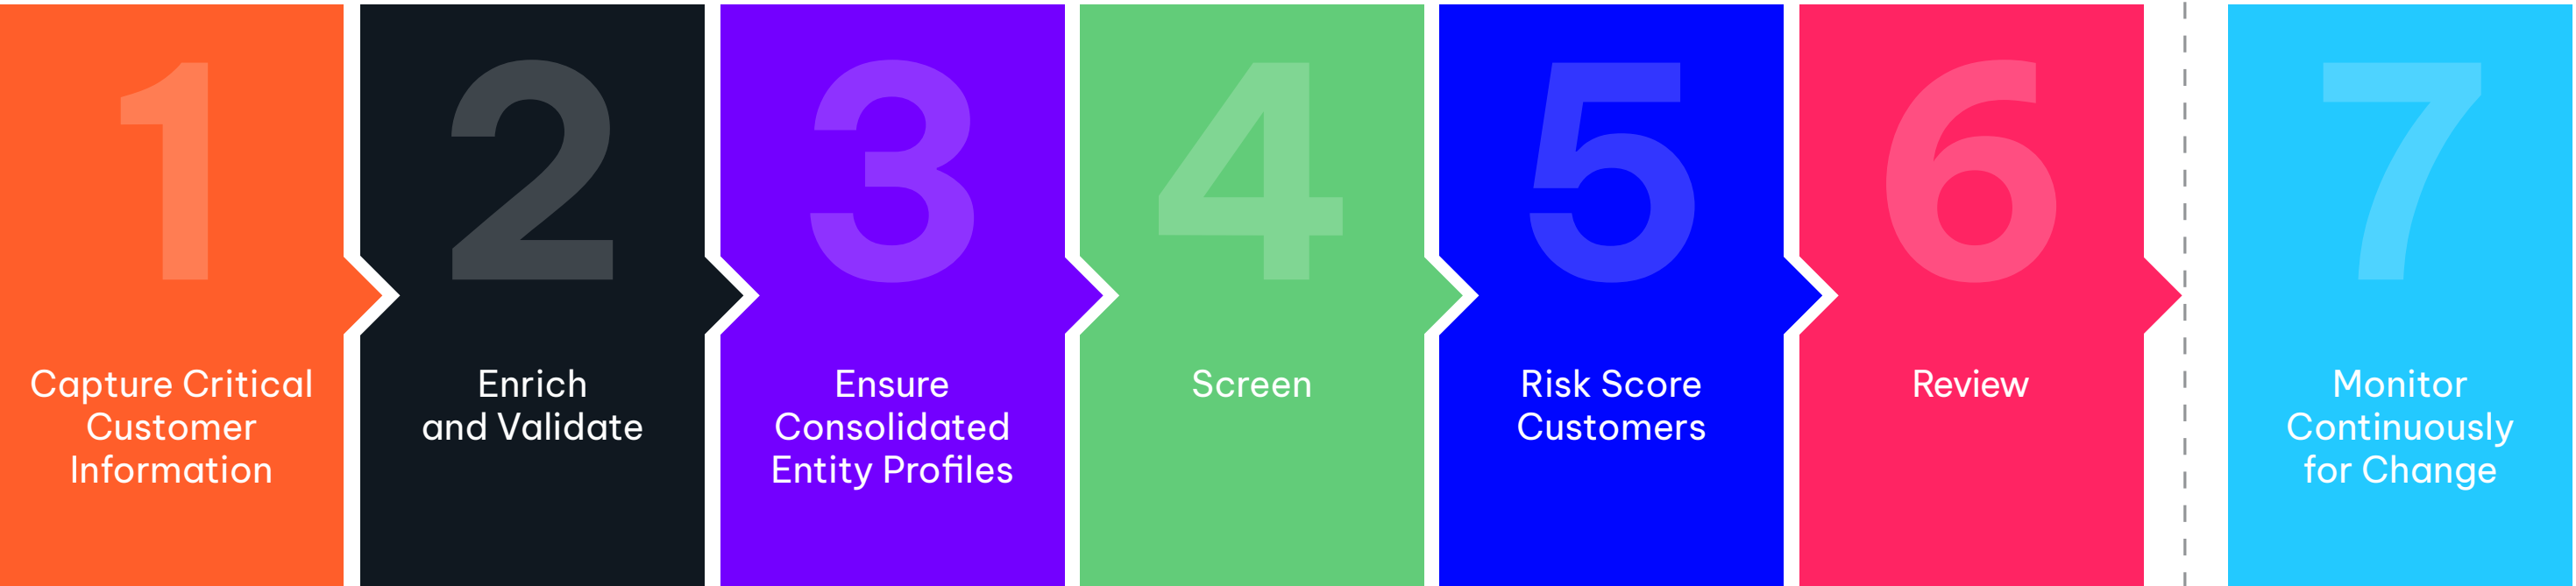 1
Capture Critical
Customer
Information
2
Enrich
and Validate
3
Ensure
Consolidated
Entity Profiles
4
Screen
5
Risk Score
Customers
6
Review
7
Monitor
Continuously
for Change